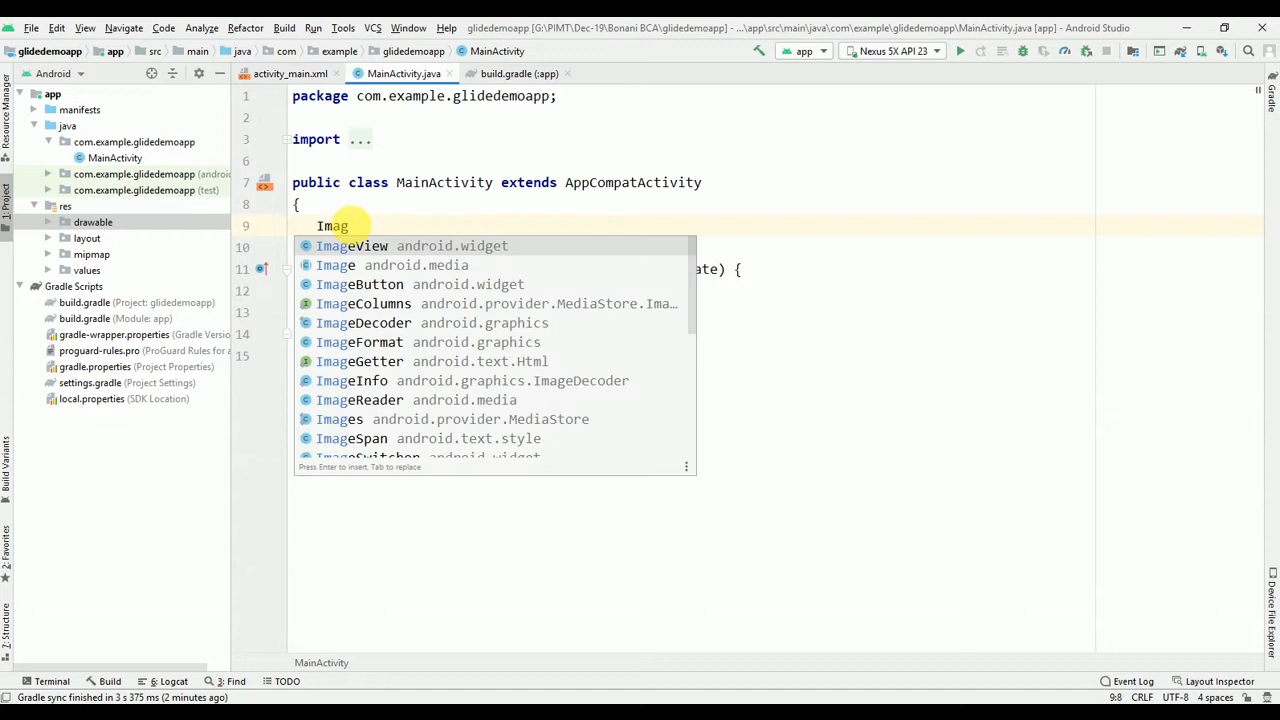 File Edit View Navigate Code Analyze Refactor Build Run Tools VCS Window Help glidedemoapp [G:\PIMT\Dec-19\Bonani BCA\glidedemoapp] - ...\app\src\main\java\com\example\glidedemoapp\MainActivity.java [app] - Android Studio
glidedemoapp app src main java com example glidedemoapp MainActivity app Nexus 5X API 23
Android activity_main.xml MainActivity.java build.gradle (:app)
Resource Manager
1: Project
Build Variants
2: Favorites
7: Structure
app
manifests
java
com.example.glidedemoapp
MainActivity
com.example.glidedemoapp (andro
com.example.glidedemoapp (test)
res
drawable
layout
mipmap
values
Gradle Scripts
build.gradle (Project: glidedemoapp)
build.gradle (Module: app)
gradle-wrapper.properties (Gradle Versio
proguard-rules.pro (ProGuard Rules for a
gradle.properties (Project Properties)
settings.gradle (Project Settings)
local.properties (SDK Location)
1 package com.example.glidedemoapp;
2
3 import ...
6
7 public class MainActivity extends AppCompatActivity
8 {
9 Imag
10
11 ate) {
12
13
14
15
ImageView android.widget
Image android.media
ImageButton android.widget
ImageColumns android.provider.MediaStore.Ima...
ImageDecoder android.graphics
ImageFormat android.graphics
ImageGetter android.text.Html
ImageInfo android.graphics.ImageDecoder
ImageReader android.media
Images android.provider.MediaStore
ImageSpan android.text.style
ImageSwitcher android.widget
Press Enter to insert, Tab to replace
Gradle
Device File Explorer
MainActivity
Terminal Build 6: Logcat 3: Find TODO Event Log Layout Inspector
Gradle sync finished in 3 s 375 ms (2 minutes ago) 9:8 CRLF UTF-8 4 spaces